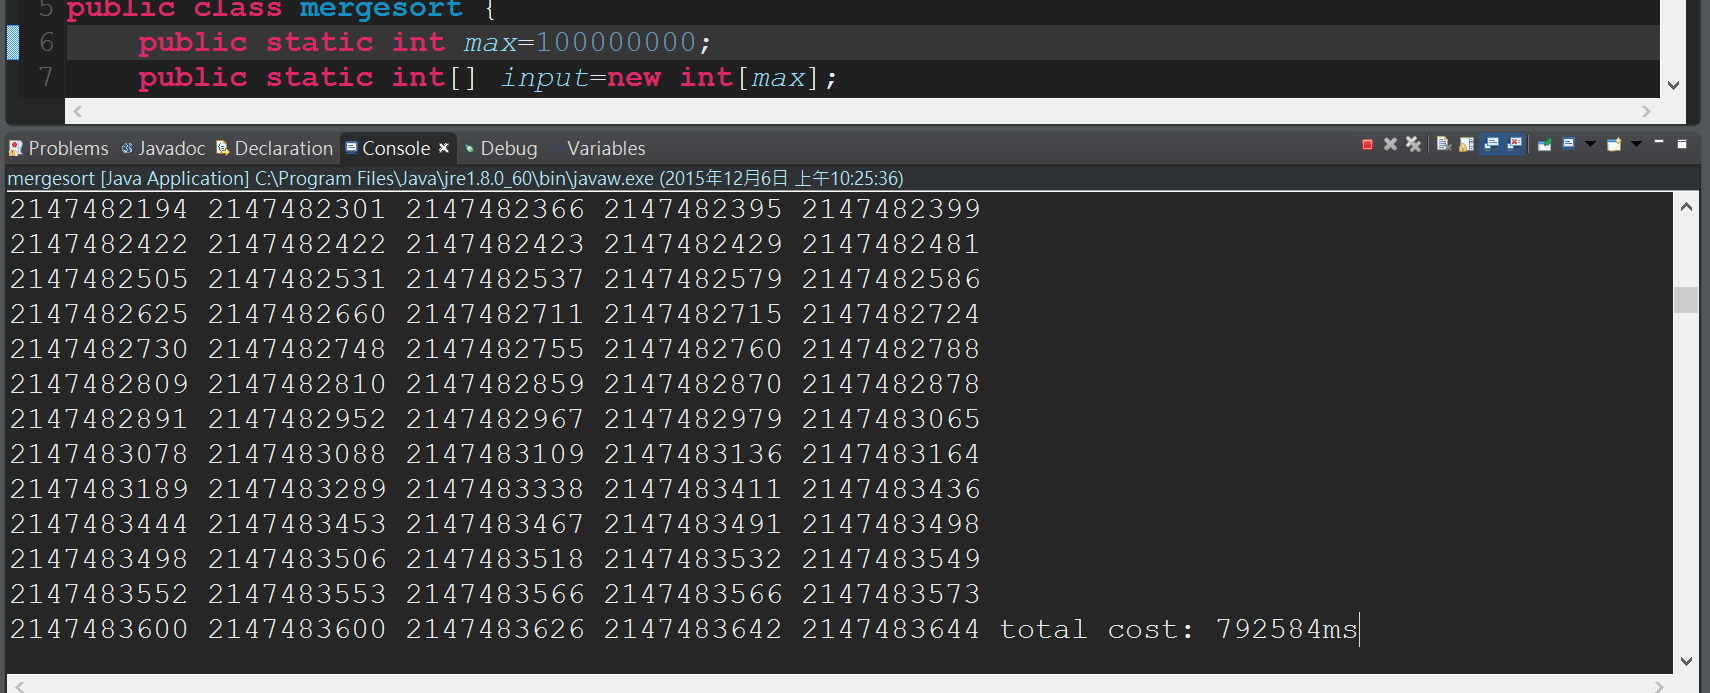 5 public class mergesort {
6 public static int max=100000000;
7 public static int[] input=new int[max];
Problems Javadoc Declaration Console Debug Variables
mergesort [Java Application] C:\Program Files\Java\jre1.8.0_60\bin\javaw.exe (2015年12月6日 上午10:25:36)
2147482194 2147482301 2147482366 2147482395 2147482399
2147482422 2147482422 2147482423 2147482429 2147482481
2147482505 2147482531 2147482537 2147482579 2147482586
2147482625 2147482660 2147482711 2147482715 2147482724
2147482730 2147482748 2147482755 2147482760 2147482788
2147482809 2147482810 2147482859 2147482870 2147482878
2147482891 2147482952 2147482967 2147482979 2147483065
2147483078 2147483088 2147483109 2147483136 2147483164
2147483189 2147483289 2147483338 2147483411 2147483436
2147483444 2147483453 2147483467 2147483491 2147483498
2147483498 2147483506 2147483518 2147483532 2147483549
2147483552 2147483553 2147483566 2147483566 2147483573
2147483600 2147483600 2147483626 2147483642 2147483644 total cost: 792584ms